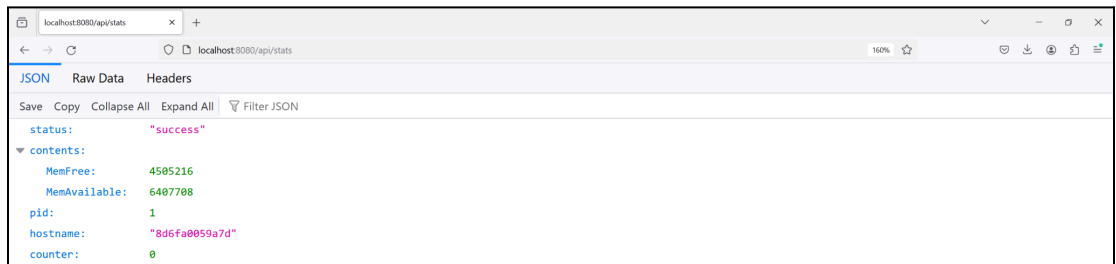 localhost:8080/api/stats
localhost:8080/api/stats 160%
JSON Raw Data Headers
Save Copy Collapse All Expand All Filter JSON
status: "success"
contents:
MemFree: 4505216
MemAvailable: 6407708
pid: 1
hostname: "8d6fa0059a7d"
counter: 0